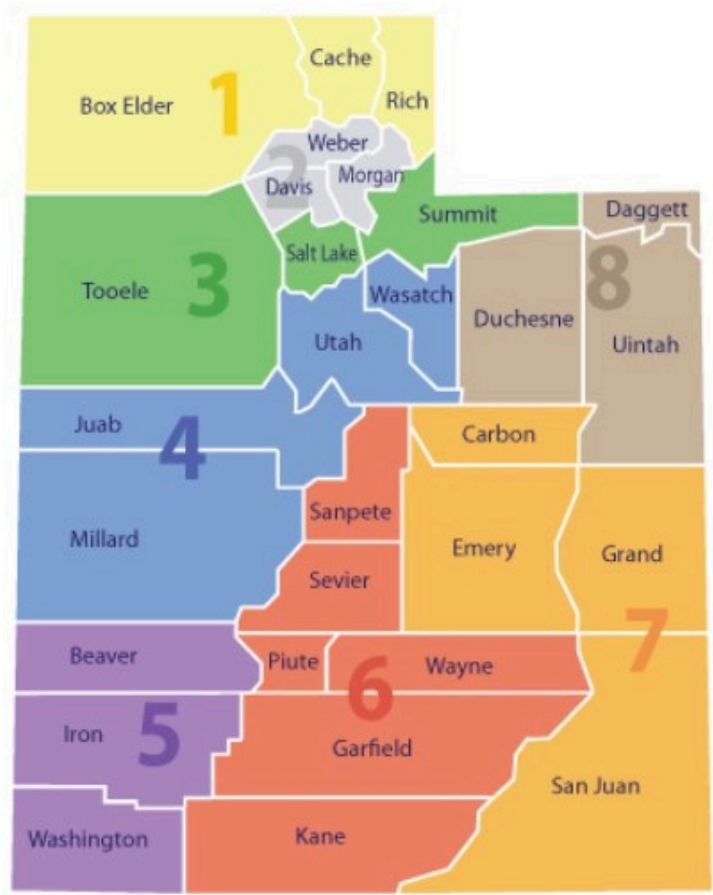 Cache
Box Elder
1
Rich
Weber
2
Davis
Morgan
Summit
Daggett
Salt Lake
Tooele
3
Wasatch
8
Duchesne
Utah
Uintah
Juab
4
Carbon
Sanpete
Millard
Emery
Grand
Sevier
Beaver
Piute
Wayne
7
6
Iron
5
Garfield
San Juan
Washington
Kane